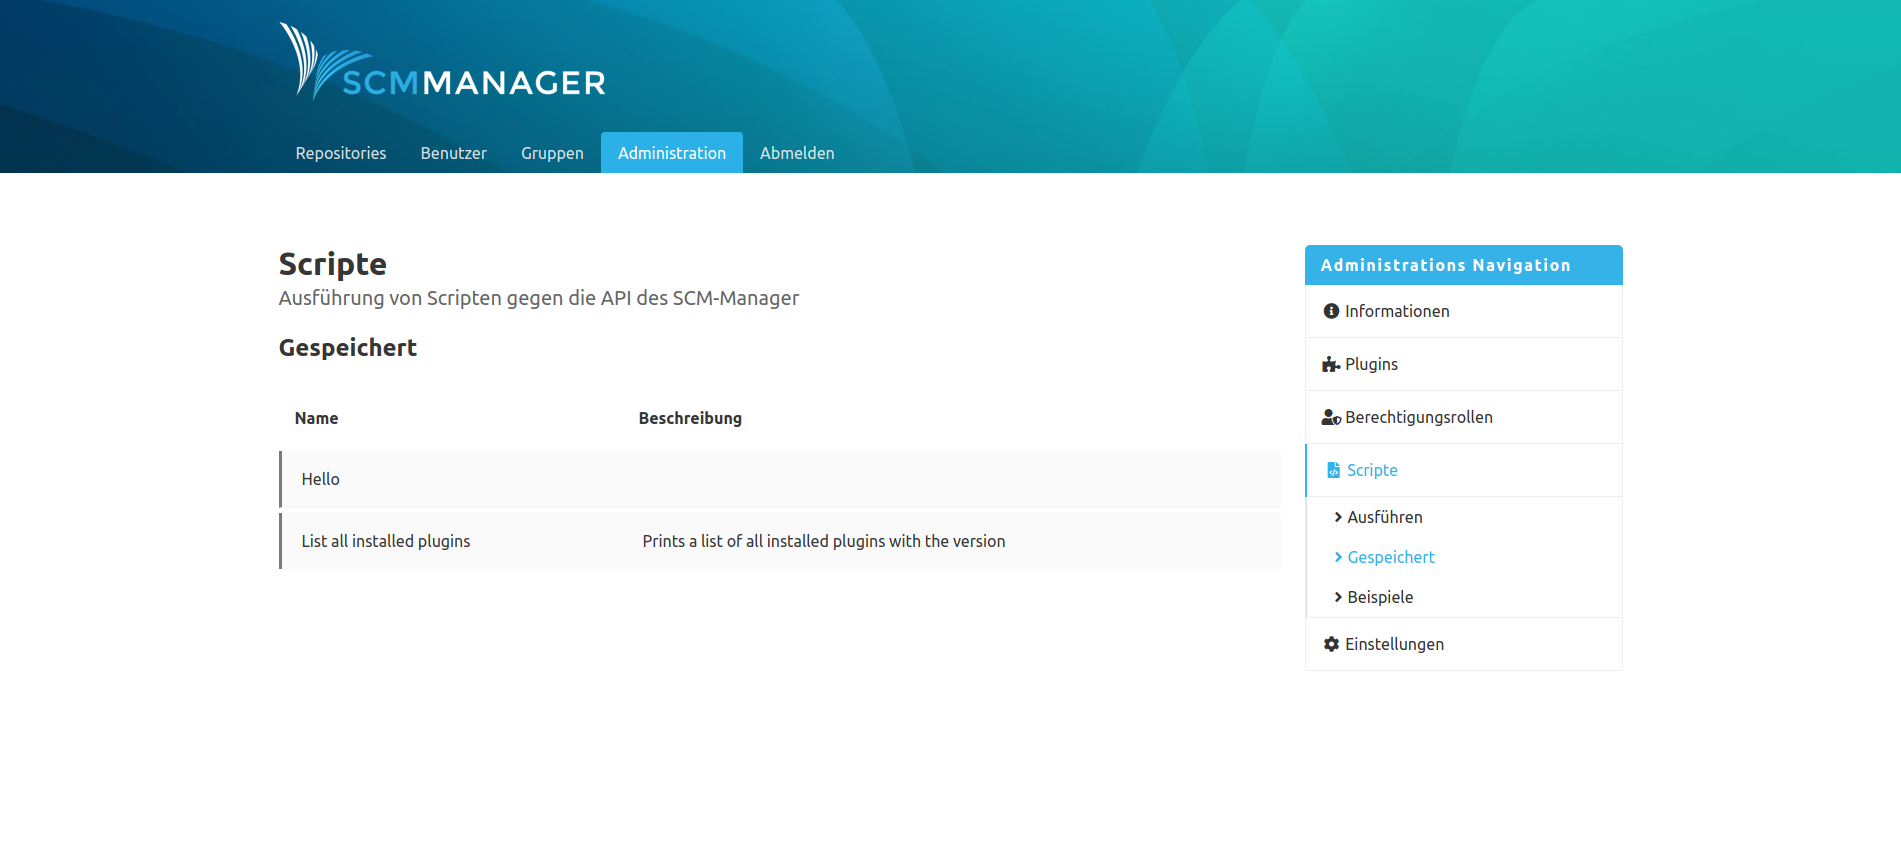 SCMMANAGER
Repositories Benutzer Gruppen Administration Abmelden
Scripte
Ausführung von Scripten gegen die API des SCM-Manager
Gespeichert
Name Beschreibung
Hello
List all installed plugins Prints a list of all installed plugins with the version
Administrations Navigation
Informationen
Plugins
Berechtigungsrollen
Scripte
Ausführen
Gespeichert
Beispiele
Einstellungen